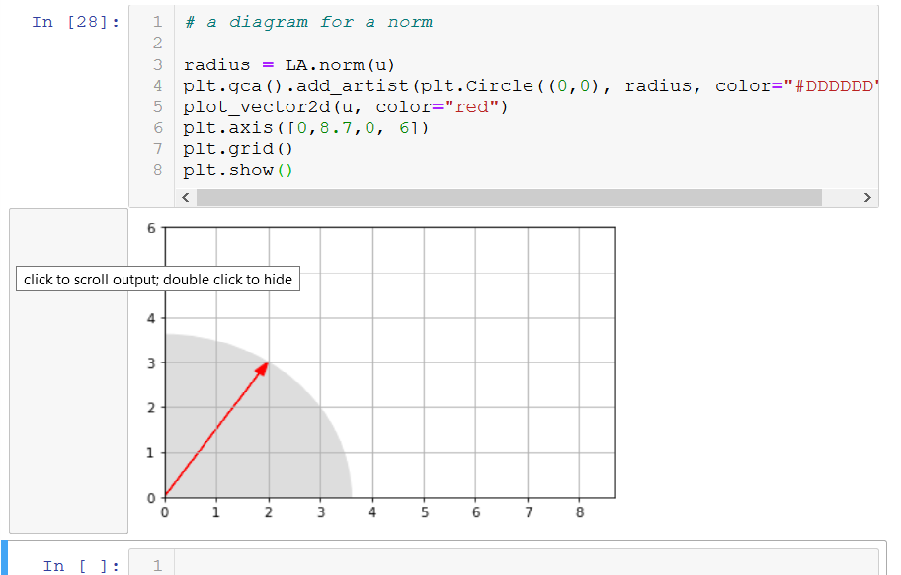 In [28]:
1 # a diagram for a norm
2
3 radius = LA.norm(u)
4 plt.gca().add_artist(plt.Circle((0,0), radius, color="#DDDDDD"
5 plot_vector2d(u, color="red")
6 plt.axis([0,8.7,0, 6])
7 plt.grid()
8 plt.show()
6
click to scroll output; double click to hide
4
3
2
1
0
0 1 2 3 4 5 6 7 8
In [ ]: 1